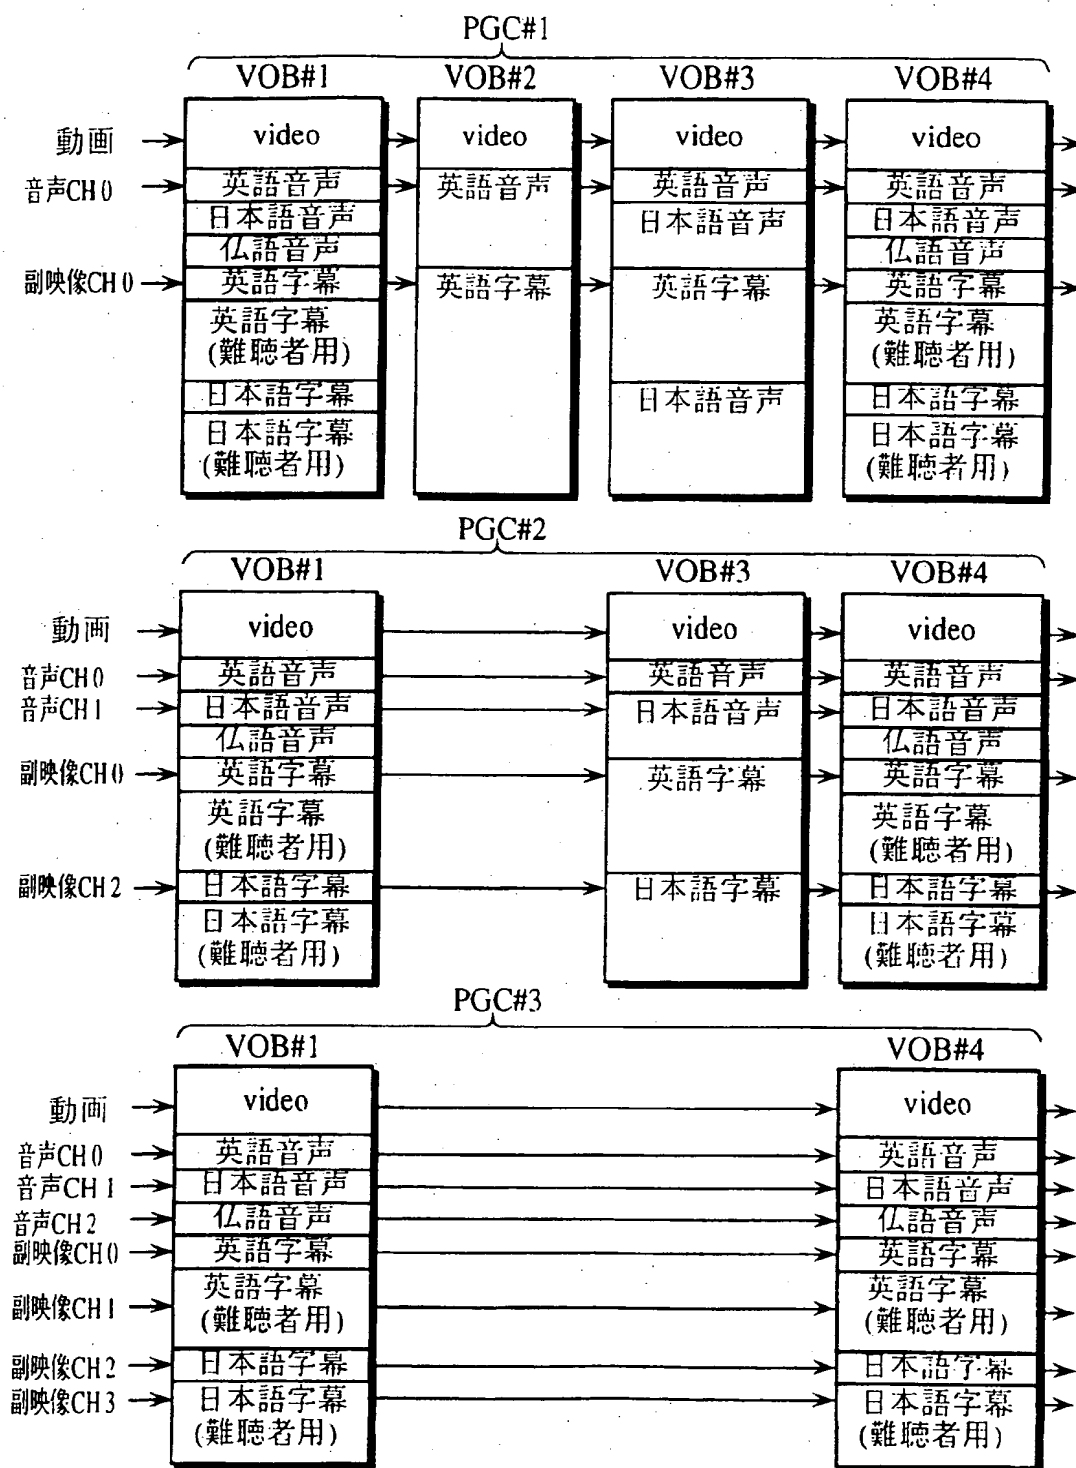 PGC#1
VOB#1 VOB#2 VOB#3 VOB#4
動画 video video video video
音声CH0 英語音声 英語音声 英語音声 英語音声
日本語音声 日本語音声 日本語音声
仏語音声 仏語音声
副映像CH0 英語字幕 英語字幕 英語字幕 英語字幕
英語字幕 英語字幕
(難聴者用) (難聴者用)
日本語字幕 日本語音声 日本語字幕
日本語字幕 日本語字幕
(難聴者用) (難聴者用)
PGC#2
VOB#1 VOB#3 VOB#4
動画 video video video
音声CH0 英語音声 英語音声 英語音声
音声CH1 日本語音声 日本語音声 日本語音声
仏語音声 仏語音声
副映像CH0 英語字幕 英語字幕 英語字幕
英語字幕 英語字幕
(難聴者用) (難聴者用)
副映像CH2 日本語字幕 日本語字幕 日本語字幕
日本語字幕 日本語字幕
(難聴者用) (難聴者用)
PGC#3
VOB#1 VOB#4
動画 video video
音声CH0 英語音声 英語音声
音声CH1 日本語音声 日本語音声
音声CH2 仏語音声 仏語音声
副映像CH0 英語字幕 英語字幕
英語字幕 英語字幕
副映像CH1 (難聴者用) (難聴者用)
副映像CH2 日本語字幕 日本語字幕
副映像CH3 日本語字幕 日本語字幕
(難聴者用) (難聴者用)